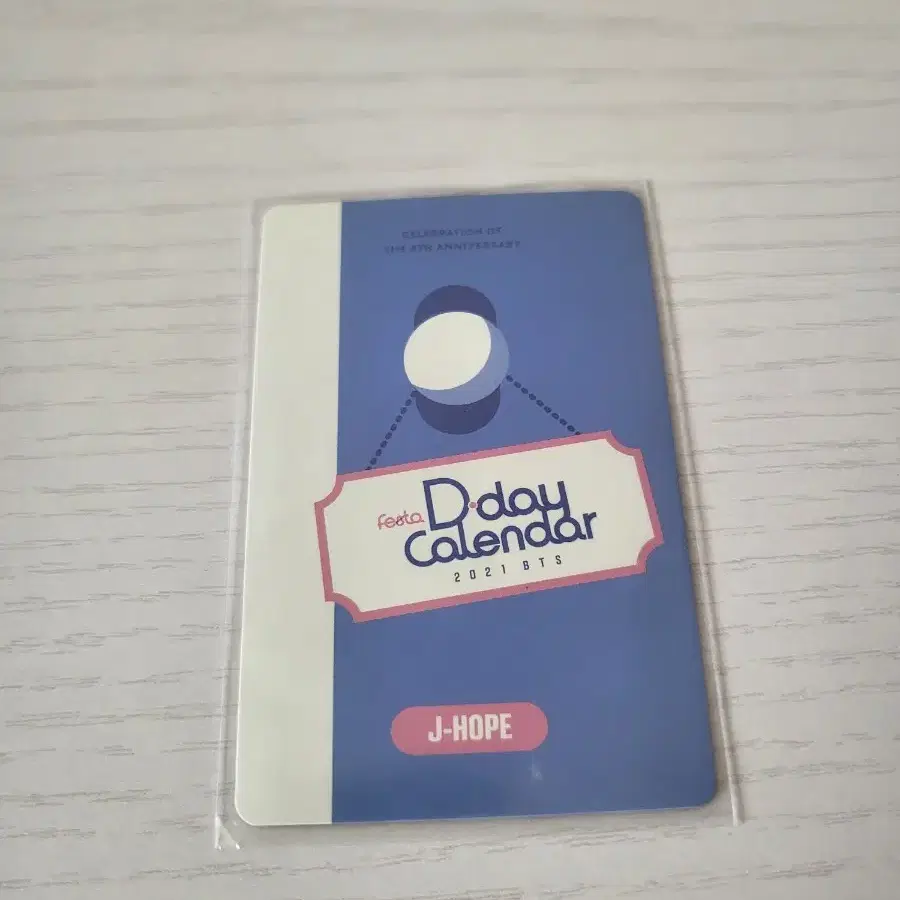 CELEBRATION OF
THE 8TH ANNIVERSARY
festa D-day
Calendar
2021 BTS
J-HOPE